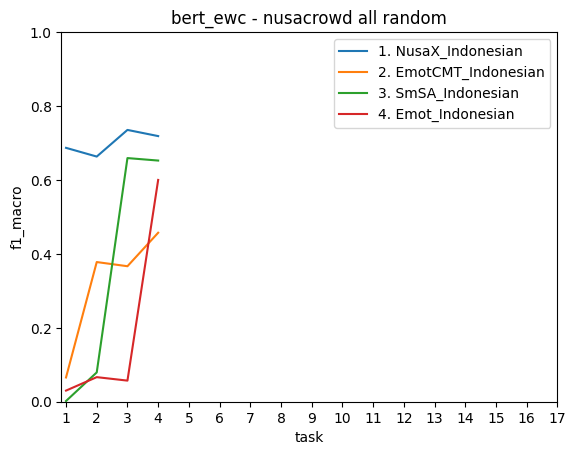 bert_ewc - nusacrowd all random
1. NusaX_Indonesian
2. EmotCMT_Indonesian
3. SmSA_Indonesian
4. Emot_Indonesian
f1_macro
1.0
0.8
0.6
0.4
0.2
0.0
1 2 3 4 5 6 7 8 9 10 11 12 13 14 15 16 17
task